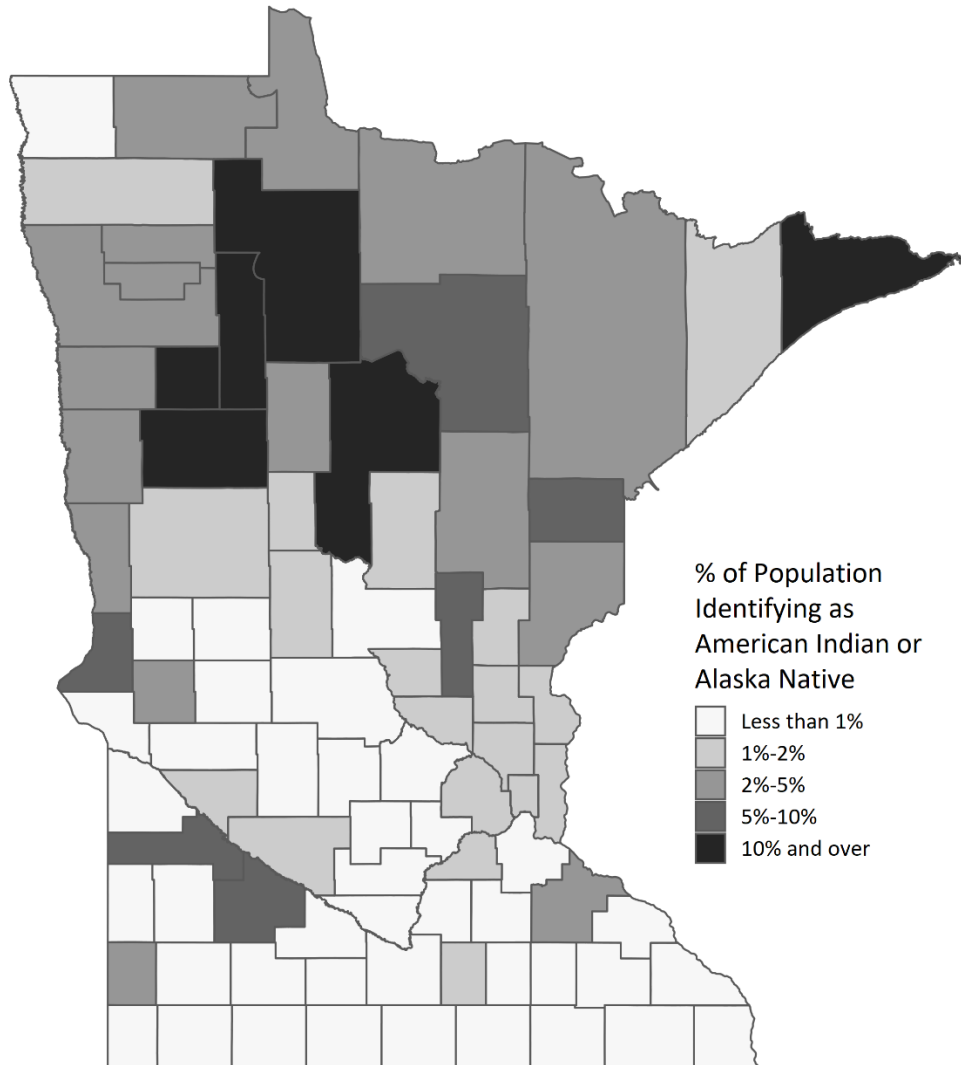 % of Population
Identifying as
American Indian or
Alaska Native
Less than 1%
1%-2%
2%-5%
5%-10%
10% and over